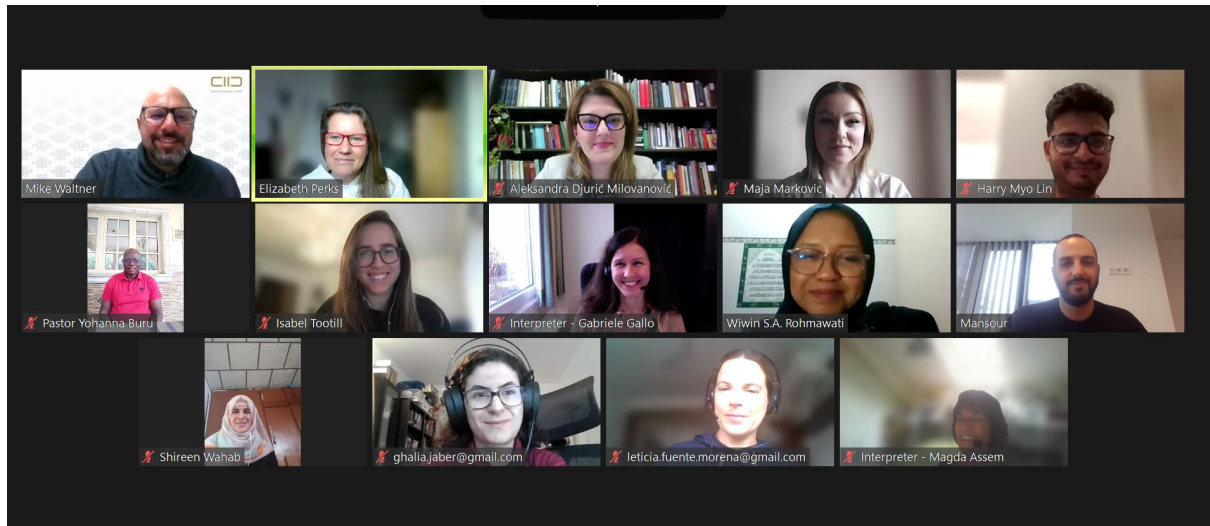 CIID
Mike Waltner
Elizabeth Perks
Aleksandra Djurić Milovanović
Maja Markovic
Harry Myo Lin
Pastor Yohanna Buru
Isabel Tootill
Interpreter - Gabriele Gallo
Wiwin S.A. Rohmawati
Mansour
Shireen Wahab
ghalia.jaber@gmail.com
leticia.fuente.morena@gmail.com
Interpreter - Magda Assem